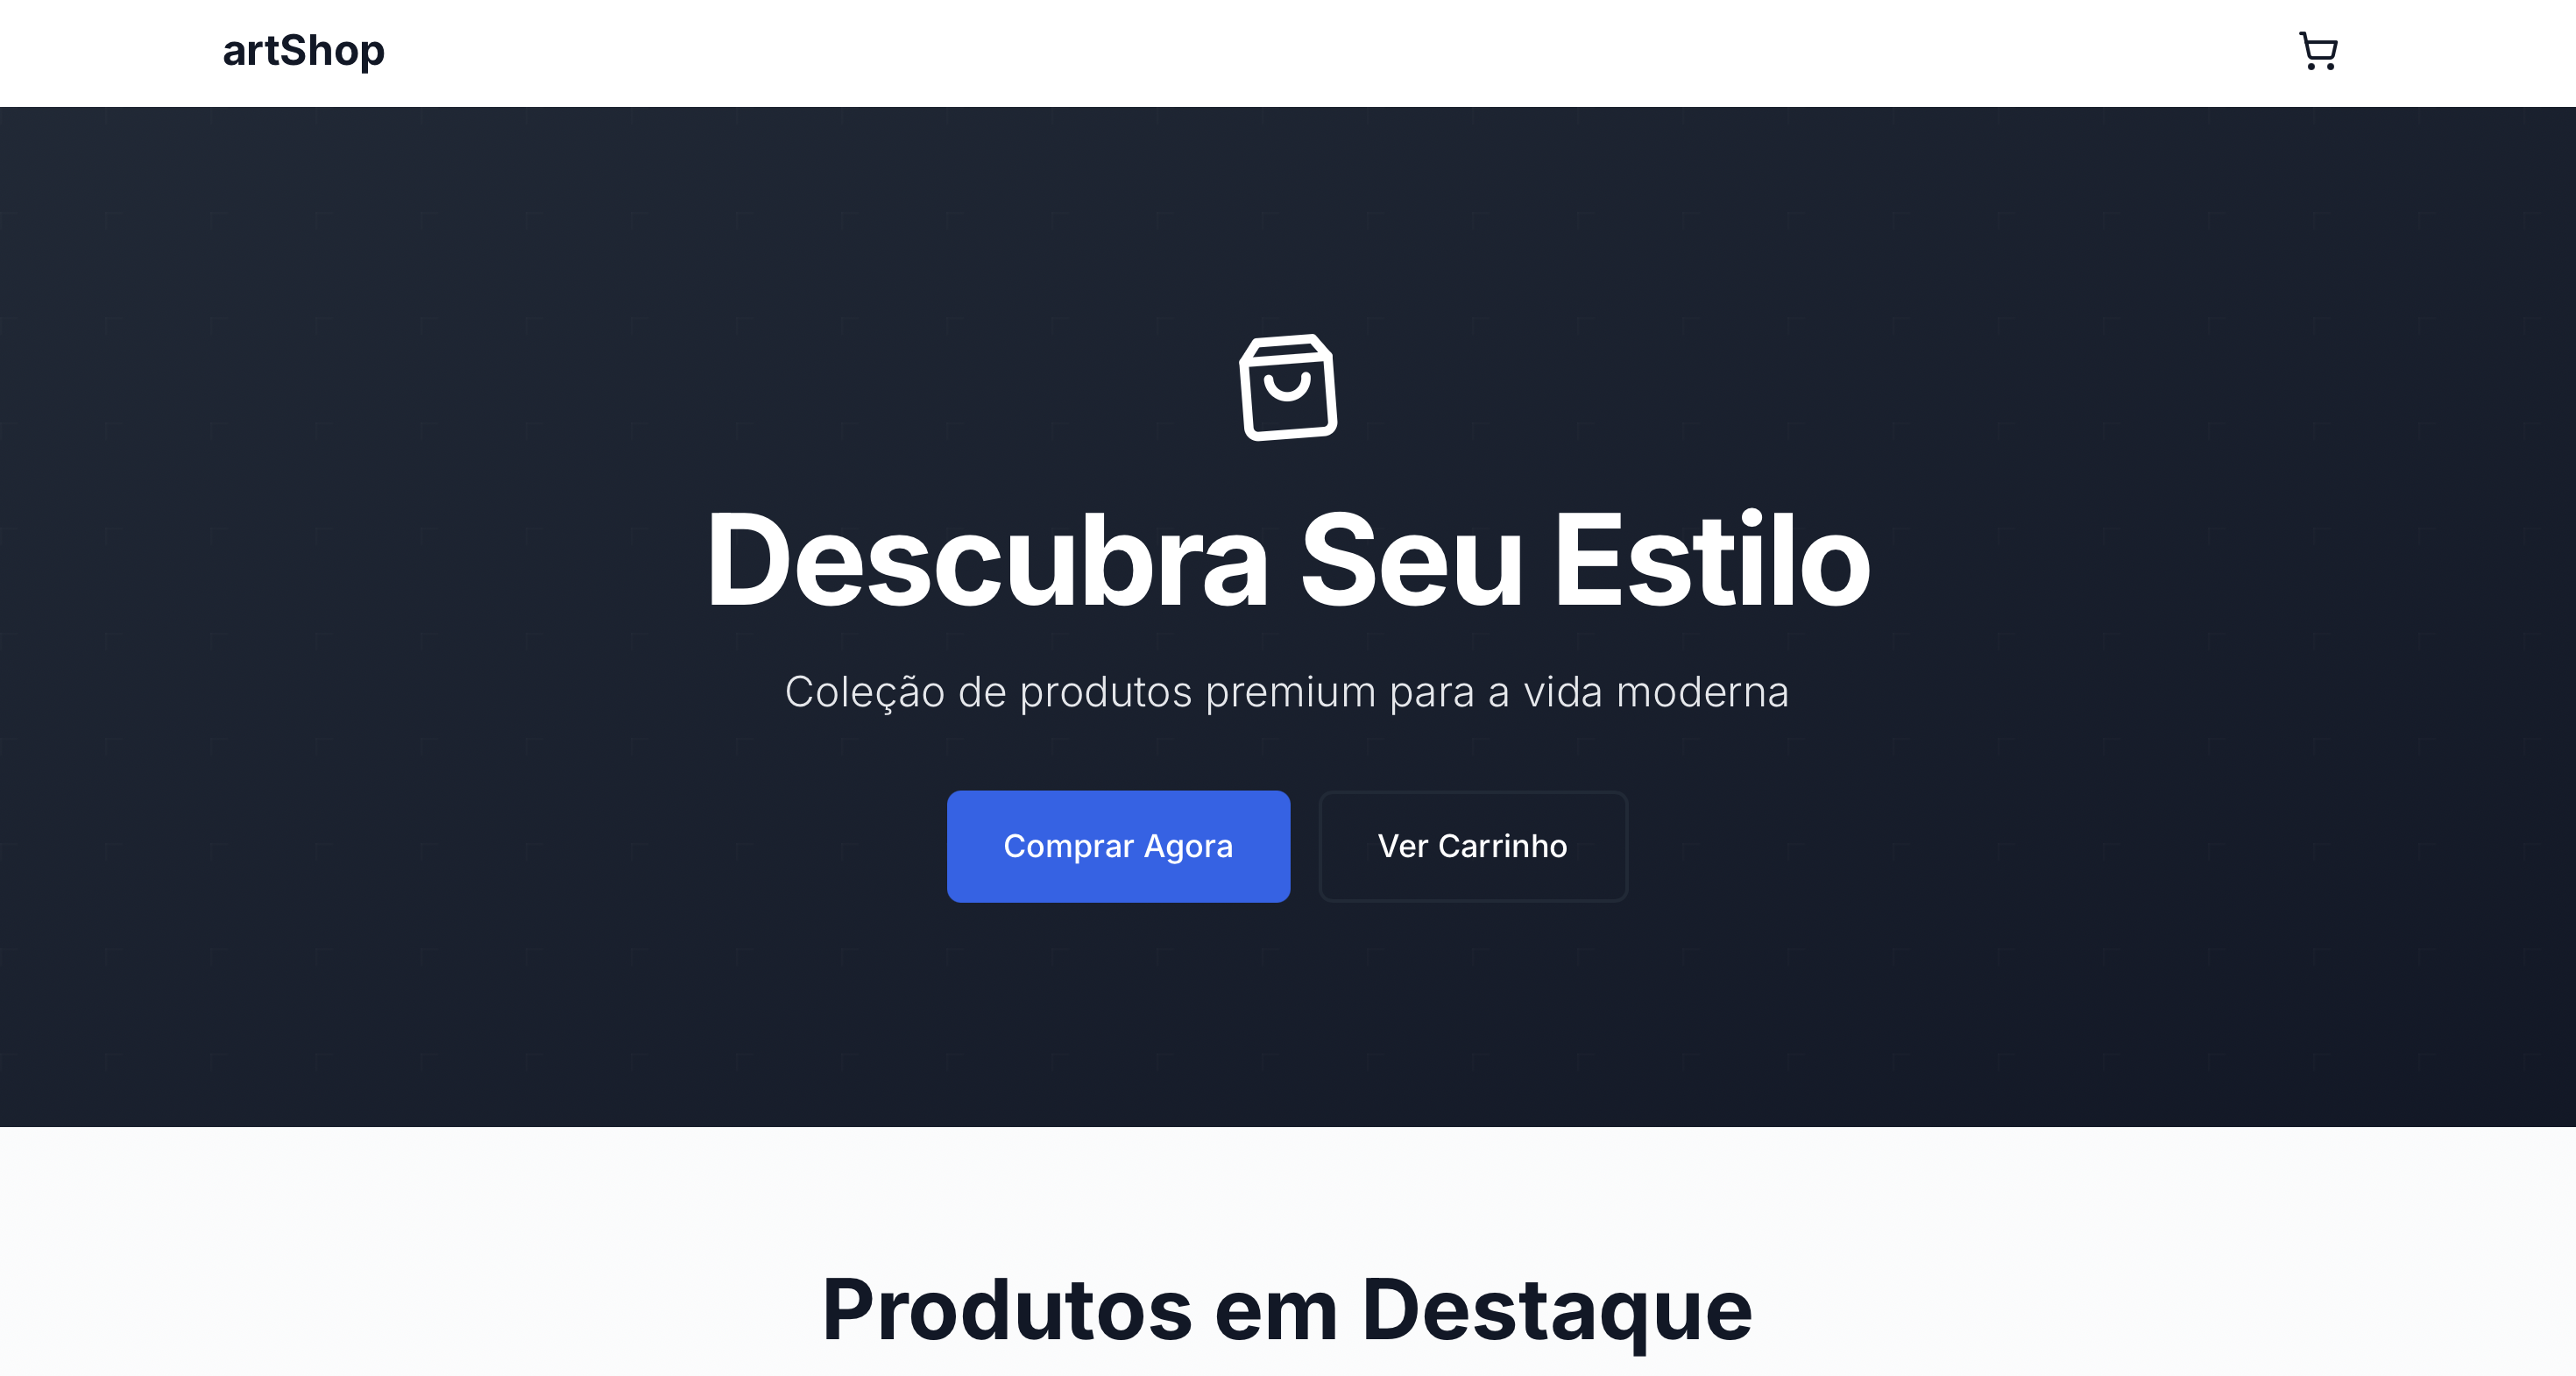 artShop
Descubra Seu Estilo
Coleção de produtos premium para a vida moderna
Comprar Agora
Ver Carrinho
Produtos em Destaque